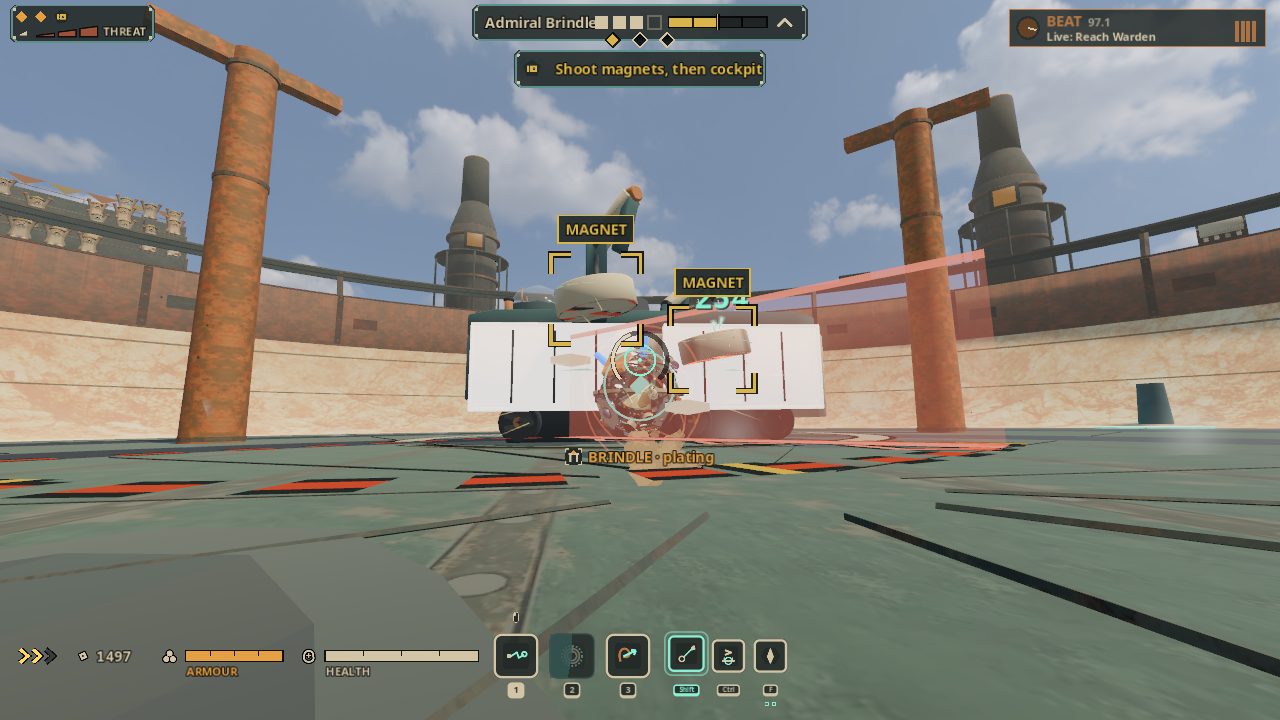 THREAT
Admiral Brindle
Shoot magnets, then cockpit
BEAT 97.1
Live: Reach Warden
MAGNET
MAGNET
254
BRINDLE · plating
1497
ARMOUR
HEALTH
1
2
3
Shift
Ctrl
F